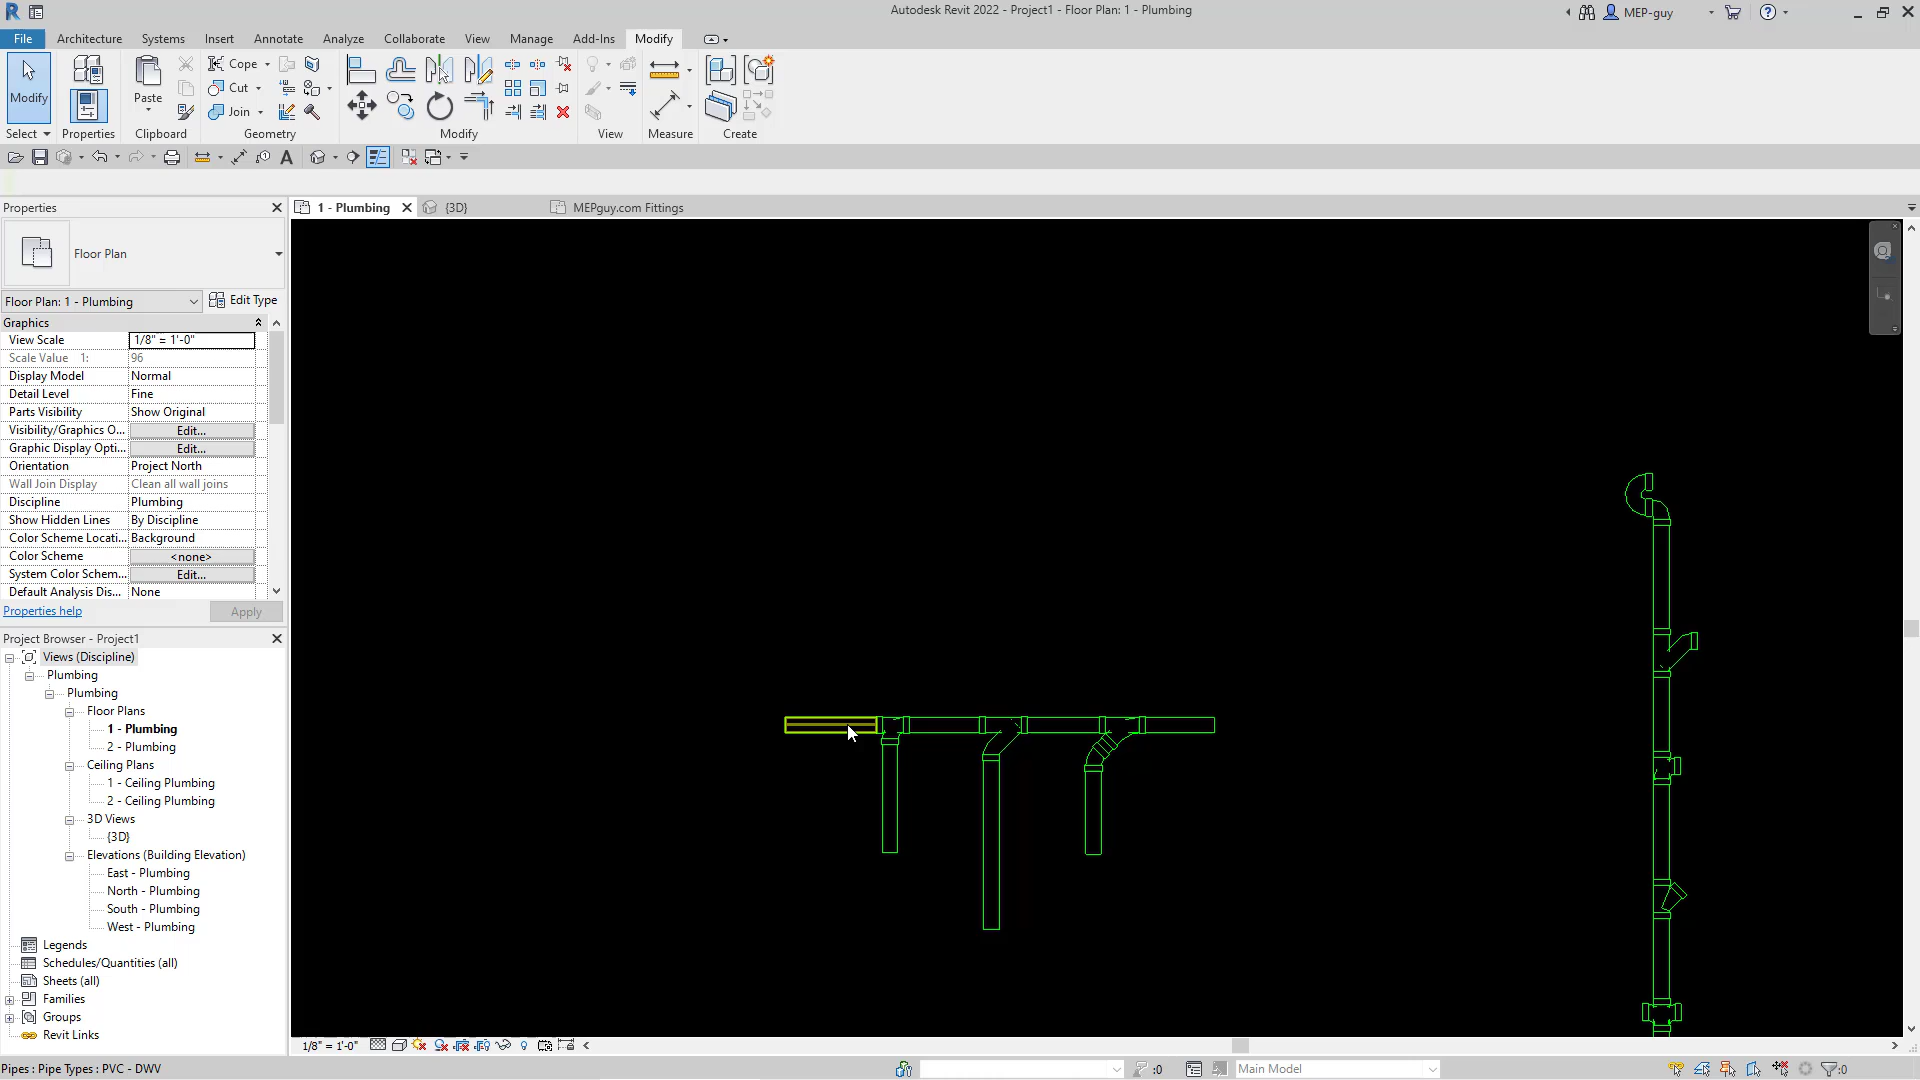 Autodesk Revit 2022 - Project1 - Floor Plan: 1 - Plumbing
MEP-guy
File
Architecture
Systems
Insert
Annotate
Analyze
Collaborate
View
Manage
Add-Ins
Modify
Modify
Paste
Cope
Cut
Join
Select
Properties
Clipboard
Geometry
Modify
View
Measure
Create
Properties
1 - Plumbing
{3D}
MEPguy.com Fittings
Floor Plan
Floor Plan: 1 - Plumbing
Edit Type
Graphics
View Scale 1/8" = 1'-0"
Scale Value 1: 96
Display Model Normal
Detail Level Fine
Parts Visibility Show Original
Visibility/Graphics O... Edit...
Graphic Display Opti... Edit...
Orientation Project North
Wall Join Display Clean all wall joins
Discipline Plumbing
Show Hidden Lines By Discipline
Color Scheme Locati... Background
Color Scheme <none>
System Color Schem... Edit...
Default Analysis Dis... None
Properties help
Apply
Project Browser - Project1
Views (Discipline)
Plumbing
Plumbing
Floor Plans
1 - Plumbing
2 - Plumbing
Ceiling Plans
1 - Ceiling Plumbing
2 - Ceiling Plumbing
3D Views
{3D}
Elevations (Building Elevation)
East - Plumbing
North - Plumbing
South - Plumbing
West - Plumbing
Legends
Schedules/Quantities (all)
Sheets (all)
Families
Groups
Revit Links
1/8" = 1'-0"
Pipes : Pipe Types : PVC - DWV
:0
Main Model
:0